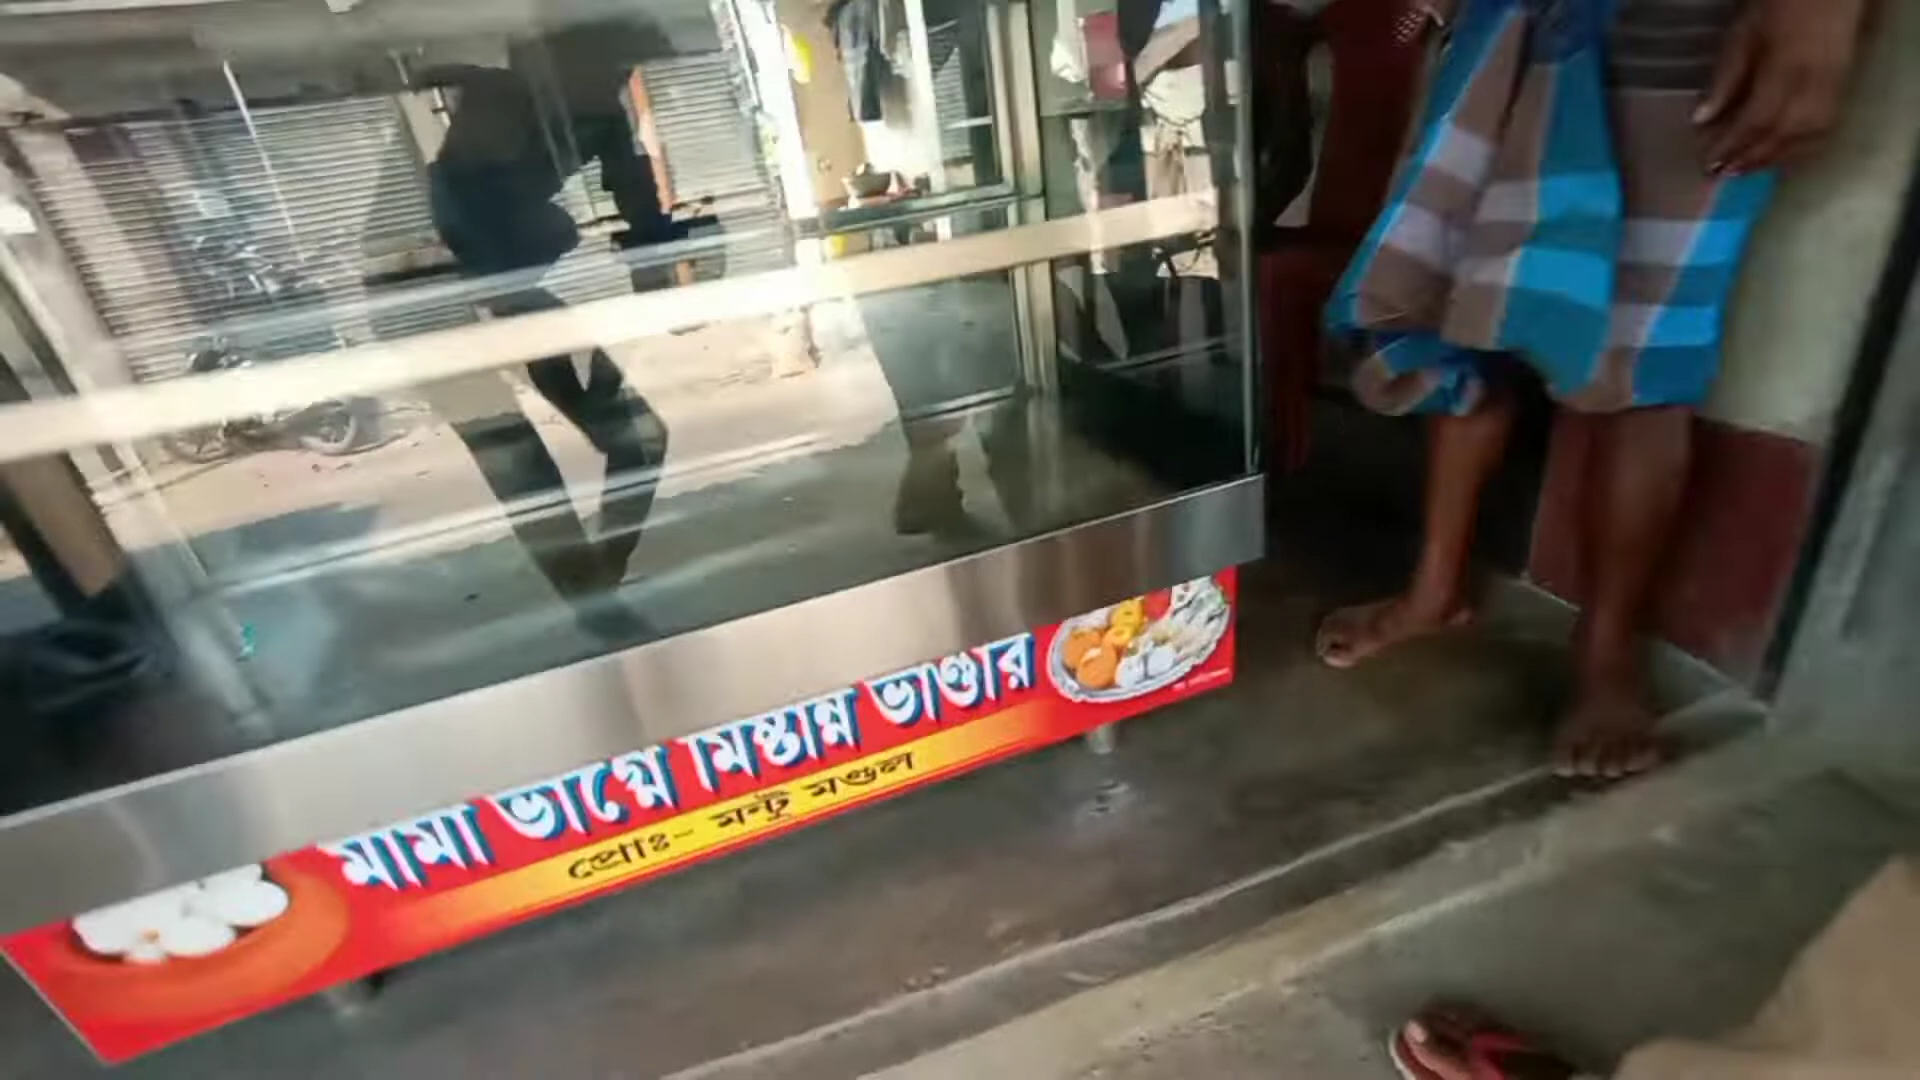 মামা ভাগ্নে মিষ্টান্ন ভাণ্ডার
প্রোঃ- মন্টু মণ্ডল